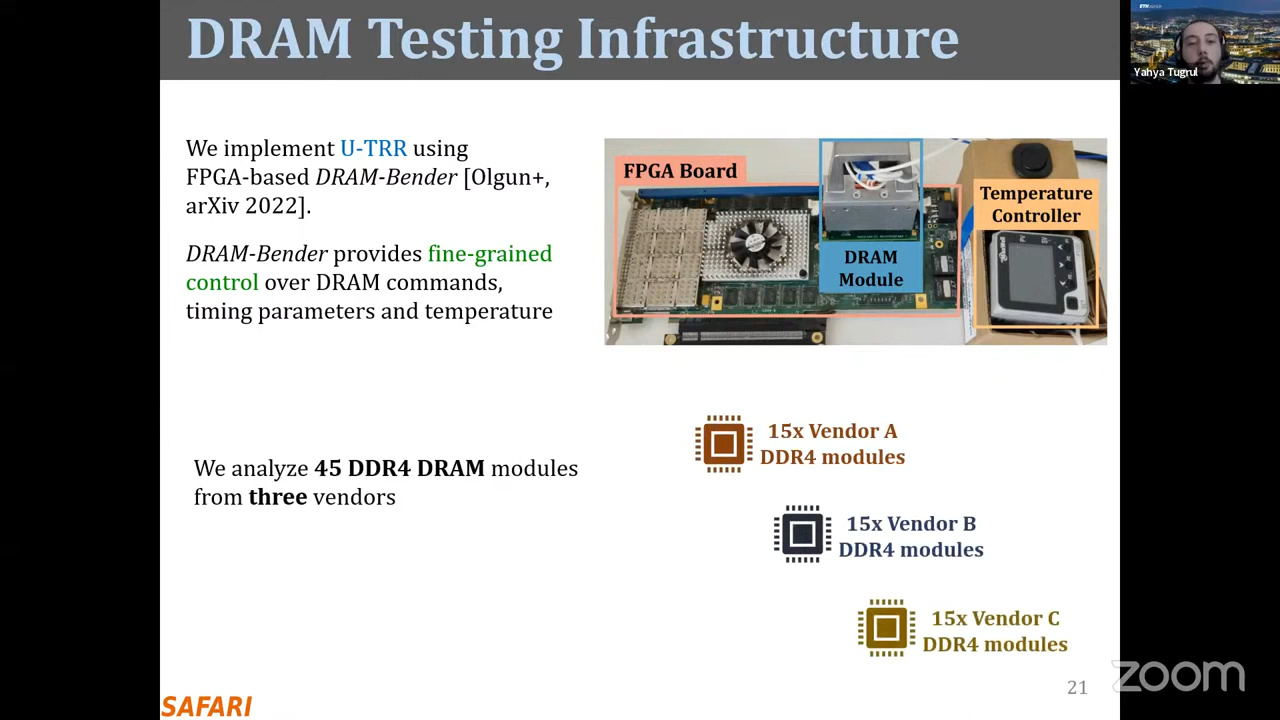 DRAM Testing Infrastructure
ETH zürich
Yahya Tugrul
We implement U-TRR using
FPGA-based DRAM-Bender [Olgun+,
arXiv 2022].
DRAM-Bender provides fine-grained
control over DRAM commands,
timing parameters and temperature
FPGA Board
DRAM
Module
Temperature
Controller
We analyze 45 DDR4 DRAM modules
from three vendors
15x Vendor A
DDR4 modules
15x Vendor B
DDR4 modules
15x Vendor C
DDR4 modules
SAFARI
21
zoom